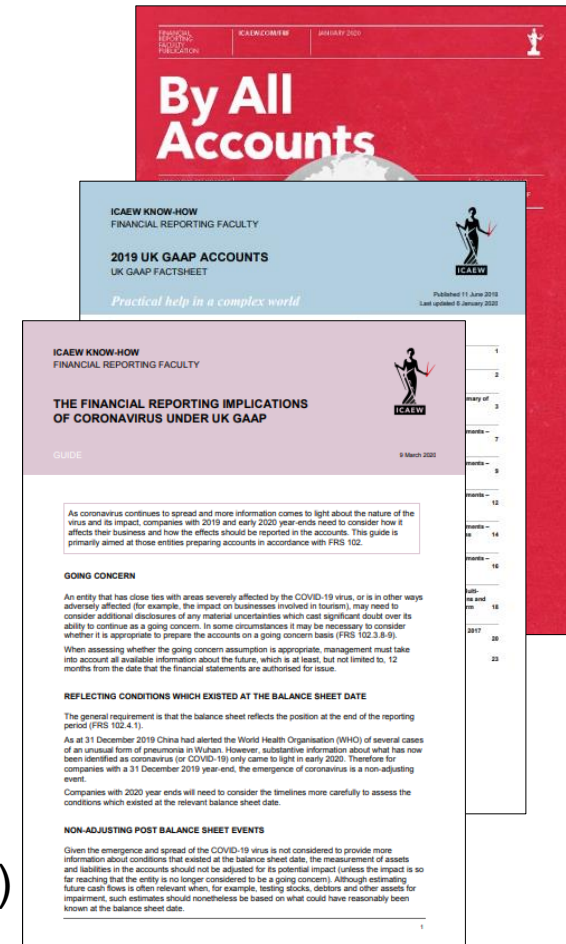 FINANCIAL
REPORTING
FACULTY
PUBLICATION
ICAEW.COM/FRF
JANUARY 2020
By All
Accounts
ICAEW KNOW-HOW
FINANCIAL REPORTING FACULTY
2019 UK GAAP ACCOUNTS
UK GAAP FACTSHEET
Practical help in a complex world
ICAEW
Published 11 June 2018
Last updated 6 January 2020
1
2
mary of
3
ments –
7
ments –
9
ments –
12
ments –
14
ments –
16
ns and
18
2017
20
23
ICAEW KNOW-HOW
FINANCIAL REPORTING FACULTY
THE FINANCIAL REPORTING IMPLICATIONS
OF CORONAVIRUS UNDER UK GAAP
GUIDE
ICAEW
9 March 2020
As coronavirus continues to spread and more information comes to light about the nature of the
virus and its impact, companies with 2019 and early 2020 year-ends need to consider how it
affects their business and how the effects should be reported in the accounts. This guide is
primarily aimed at those entities preparing accounts in accordance with FRS 102.
GOING CONCERN
An entity that has close ties with areas severely affected by the COVID-19 virus, or is in other ways
adversely affected (for example, the impact on businesses involved in tourism), may need to
consider additional disclosures of any material uncertainties which cast significant doubt over its
ability to continue as a going concern. In some circumstances it may be necessary to consider
whether it is appropriate to prepare the accounts on a going concern basis (FRS 102.3.8-9).
When assessing whether the going concern assumption is appropriate, management must take
into account all available information about the future, which is at least, but not limited to, 12
months from the date that the financial statements are authorised for issue.
REFLECTING CONDITIONS WHICH EXISTED AT THE BALANCE SHEET DATE
The general requirement is that the balance sheet reflects the position at the end of the reporting
period (FRS 102.4.1).
As at 31 December 2019 China had alerted the World Health Organisation (WHO) of several cases
of an unusual form of pneumonia in Wuhan. However, substantive information about what has now
been identified as coronavirus (or COVID-19) only came to light in early 2020. Therefore for
companies with a 31 December 2019 year-end, the emergence of coronavirus is a non-adjusting
event.
Companies with 2020 year ends will need to consider the timelines more carefully to assess the
conditions which existed at the relevant balance sheet date.
NON-ADJUSTING POST BALANCE SHEET EVENTS
Given the emergence and spread of the COVID-19 virus is not considered to provide more
information about conditions that existed at the balance sheet date, the measurement of assets
and liabilities in the accounts should not be adjusted for its potential impact (unless the impact is so
far reaching that the entity is no longer considered to be a going concern). Although estimating
future cash flows is often relevant when, for example, testing stocks, debtors and other assets for
impairment, such estimates should nonetheless be based on what could have reasonably been
known at the balance sheet date.
1
)